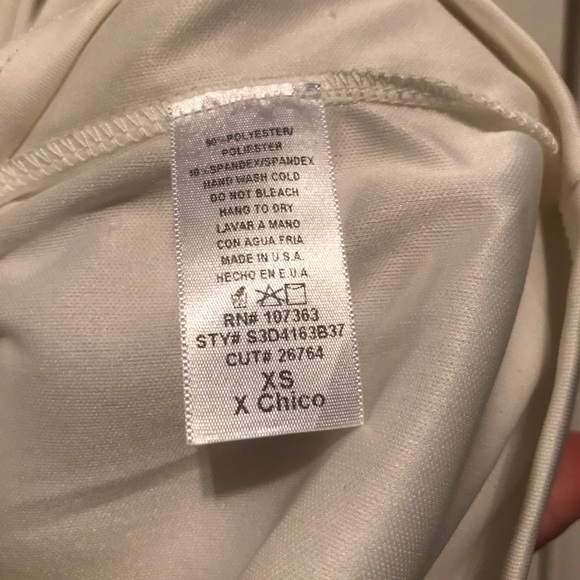 90%POLYESTER/
POLIESTER
10%SPANDEX/SPANDEX
HAND WASH COLD
DO NOT BLEACH
HANG TO DRY
LAVAR A MANO
CON AGUA FRIA
MADE IN U.S.A.
HECHO EN E.U.A.
RN# 107363
STY# S3D4163B37
CUT# 26764
XS
X Chico